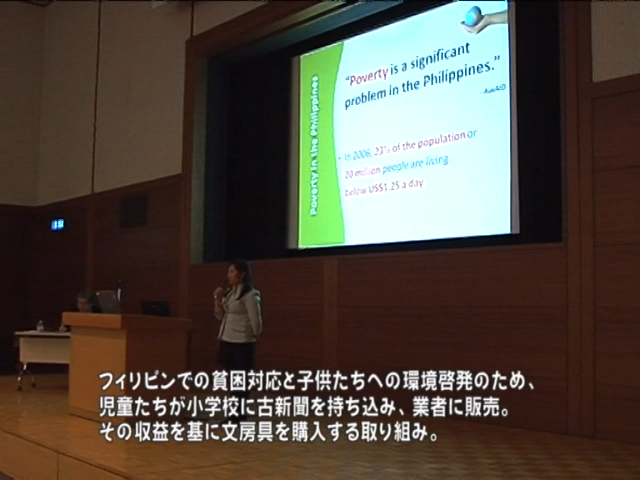 Poverty in the Philippines
“Poverty is a significant
problem in the Philippines.”
- AusAID
• In 2006, 23% of the population or
20 million people are living
below US$1.25 a day
フィリピンでの貧困対応と子供たちへの環境啓発のため、
児童たちが小学校に古新聞を持ち込み、業者に販売。
その収益を基に文房具を購入する取り組み。